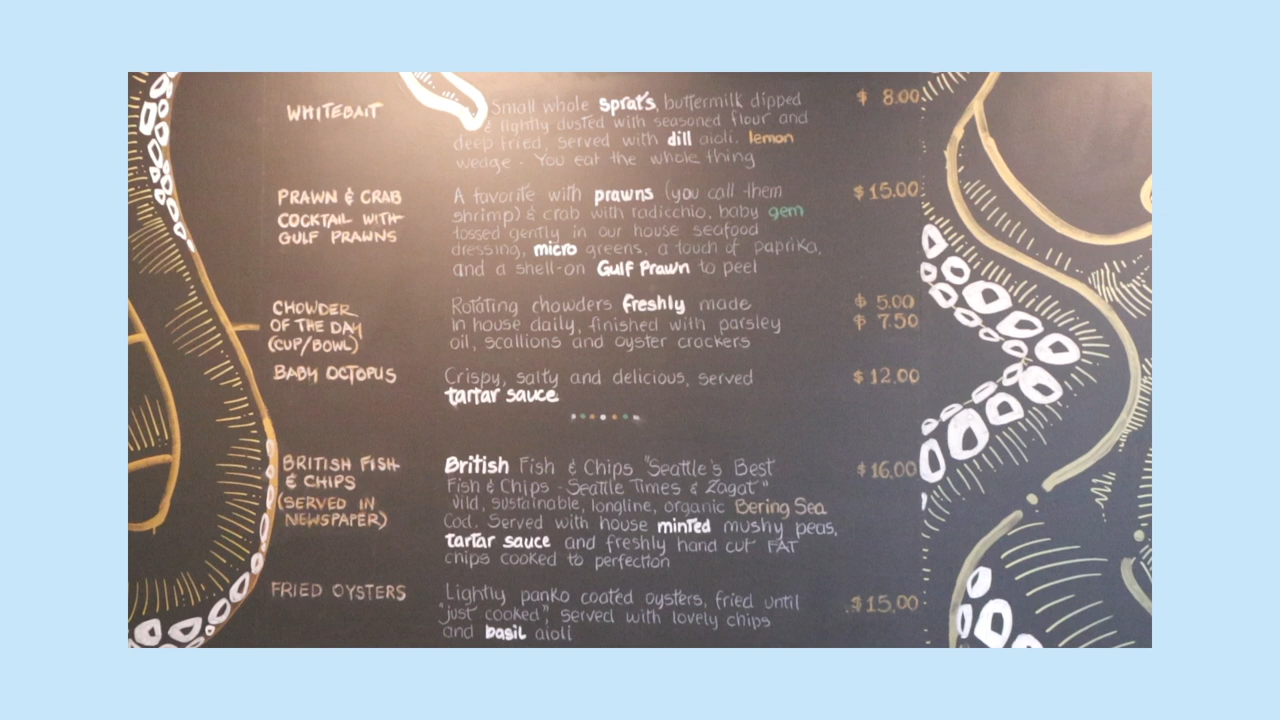 WHITEBAIT
Small whole sprats, buttermilk dipped
& lightly dusted with seasoned flour and
deep fried, served with dill aioli. lemon
wedge. You eat the whole thing
$ 8.00
PRAWN & CRAB
COCKTAIL WITH
GULF PRAWNS
A favorite with prawns (you call them
shrimp) & crab with radicchio, baby gem
tossed gently in our house seafood
dressing, micro greens, a touch of paprika,
and a shell-on Gulf Prawn to peel
$15.00
CHOWDER
OF THE DAY
(CUP/BOWL)
Rotating chowders freshly made
in house daily, finished with parsley
oil, scallions and oyster crackers
$ 5.00
$ 7.50
BABY OCTOPUS
Crispy, salty and delicious, served
tartar sauce
$12.00
BRITISH FISH
& CHIPS
(SERVED IN
NEWSPAPER)
British Fish & Chips "Seattle's Best
Fish & Chips - Seattle Times & Zagat"
wild, sustainable, longline, organic Bering Sea
Cod. Served with house minted mushy peas,
tartar sauce and freshly hand cut FAT
chips cooked to perfection
$16.00
FRIED OYSTERS
Lightly panko coated oysters, fried until
"just cooked", served with lovely chips
and basil aioli
$15.00